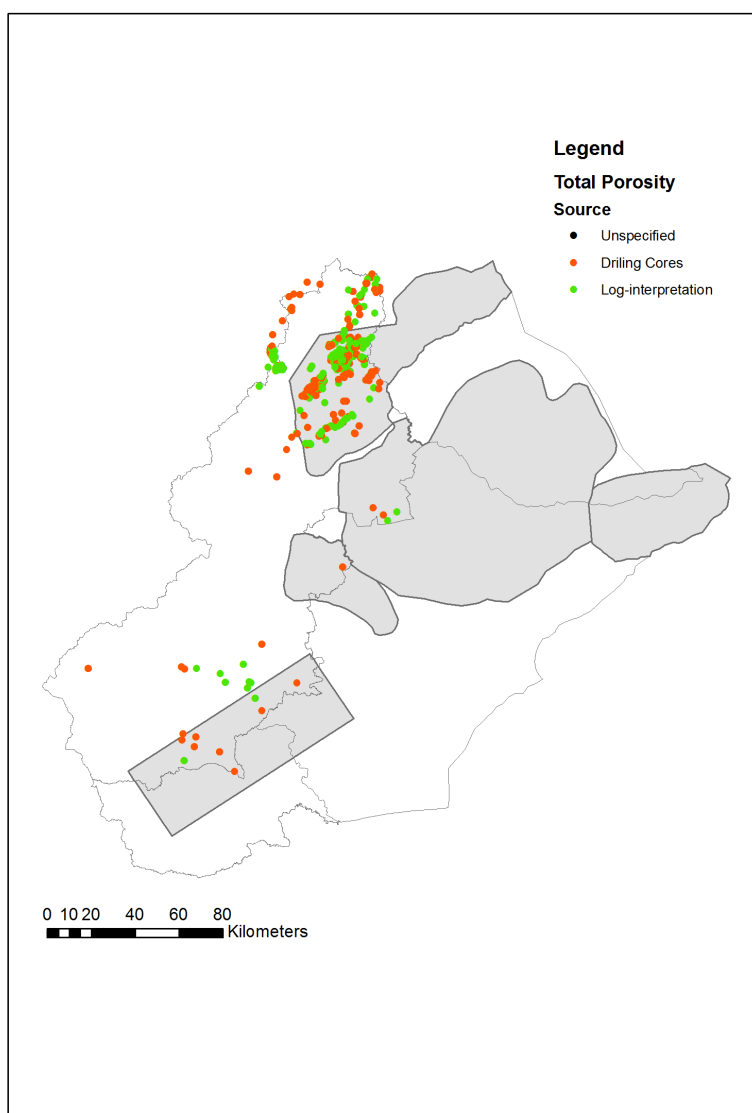 Legend
Total Porosity
Source
Unspecified
Driling Cores
Log-interpretation
0 10 20 40 60 80
Kilometers